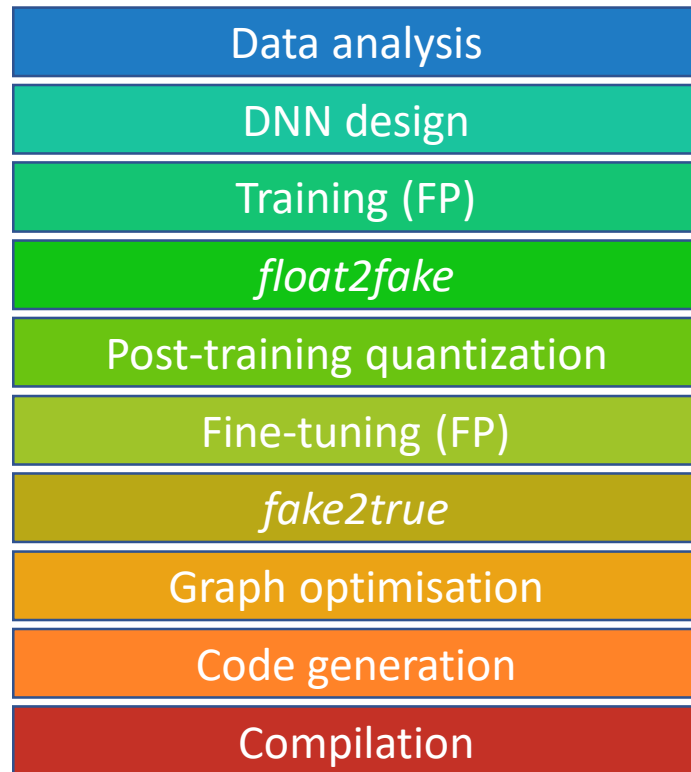 Data analysis
DNN design
Training (FP)
float2fake
Post-training quantization
Fine-tuning (FP)
fake2true
Graph optimisation
Code generation
Compilation